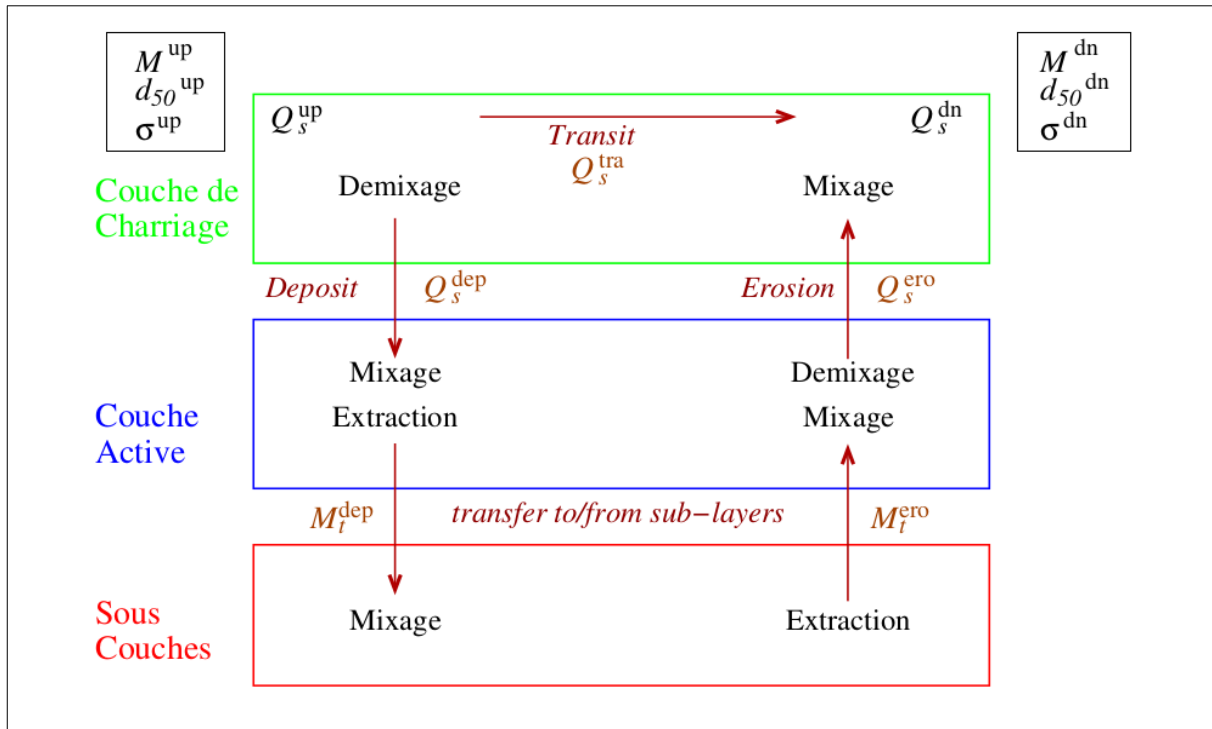 M^up
d_50^up
σ^up
M^dn
d_50^dn
σ^dn
Q_s^up
Transit
Q_s^tra
Q_s^dn
Couche de
Charriage
Demixage
Mixage
Deposit
Q_s^dep
Erosion
Q_s^ero
Couche
Active
Mixage
Extraction
Demixage
Mixage
M_t^dep
transfer to/from sub-layers
M_t^ero
Sous
Couches
Mixage
Extraction